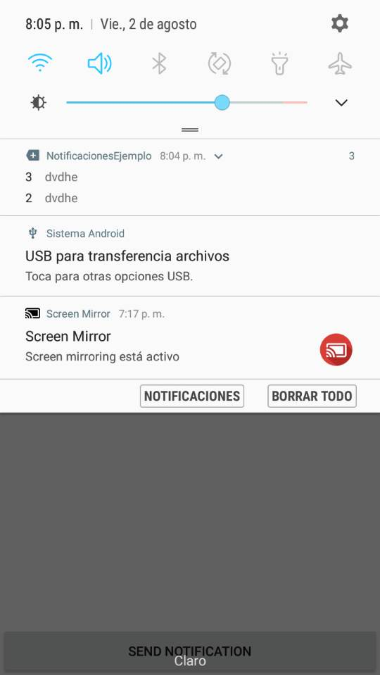 8:05 p. m. | Vie., 2 de agosto
NotificacionesEjemplo 8:04 p. m. 3
3 dvdhe
2 dvdhe
Sistema Android
USB para transferencia archivos
Toca para otras opciones USB.
Screen Mirror 7:17 p. m.
Screen Mirror
Screen mirroring está activo
NOTIFICACIONES BORRAR TODO
SEND NOTIFICATION
Claro